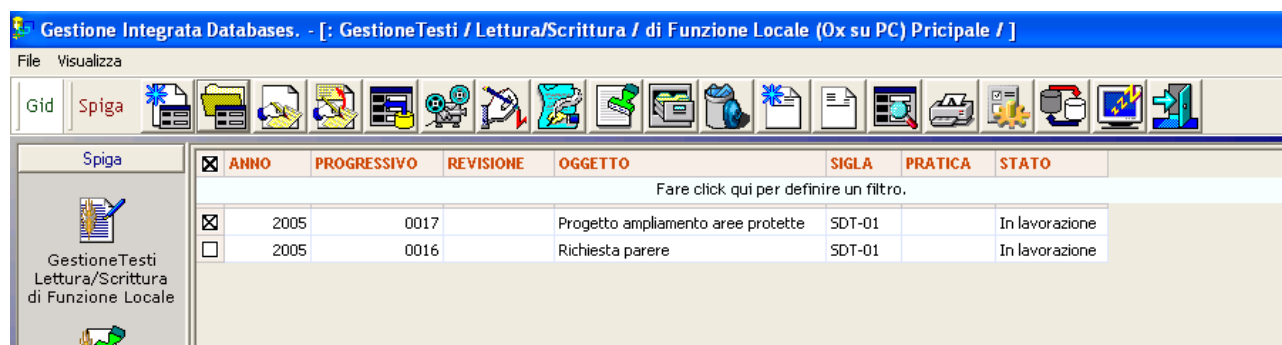 Gestione Integrata Databases. - [: GestioneTesti / Lettura/Scrittura / di Funzione Locale (Ox su PC) Pricipale / ]
File Visualizza
Gid Spiga
Spiga
ANNO PROGRESSIVO REVISIONE OGGETTO SIGLA PRATICA STATO
Fare click qui per definire un filtro.
2005 0017 Progetto ampliamento aree protette SDT-01 In lavorazione
2005 0016 Richiesta parere SDT-01 In lavorazione
GestioneTesti
Lettura/Scrittura
di Funzione Locale